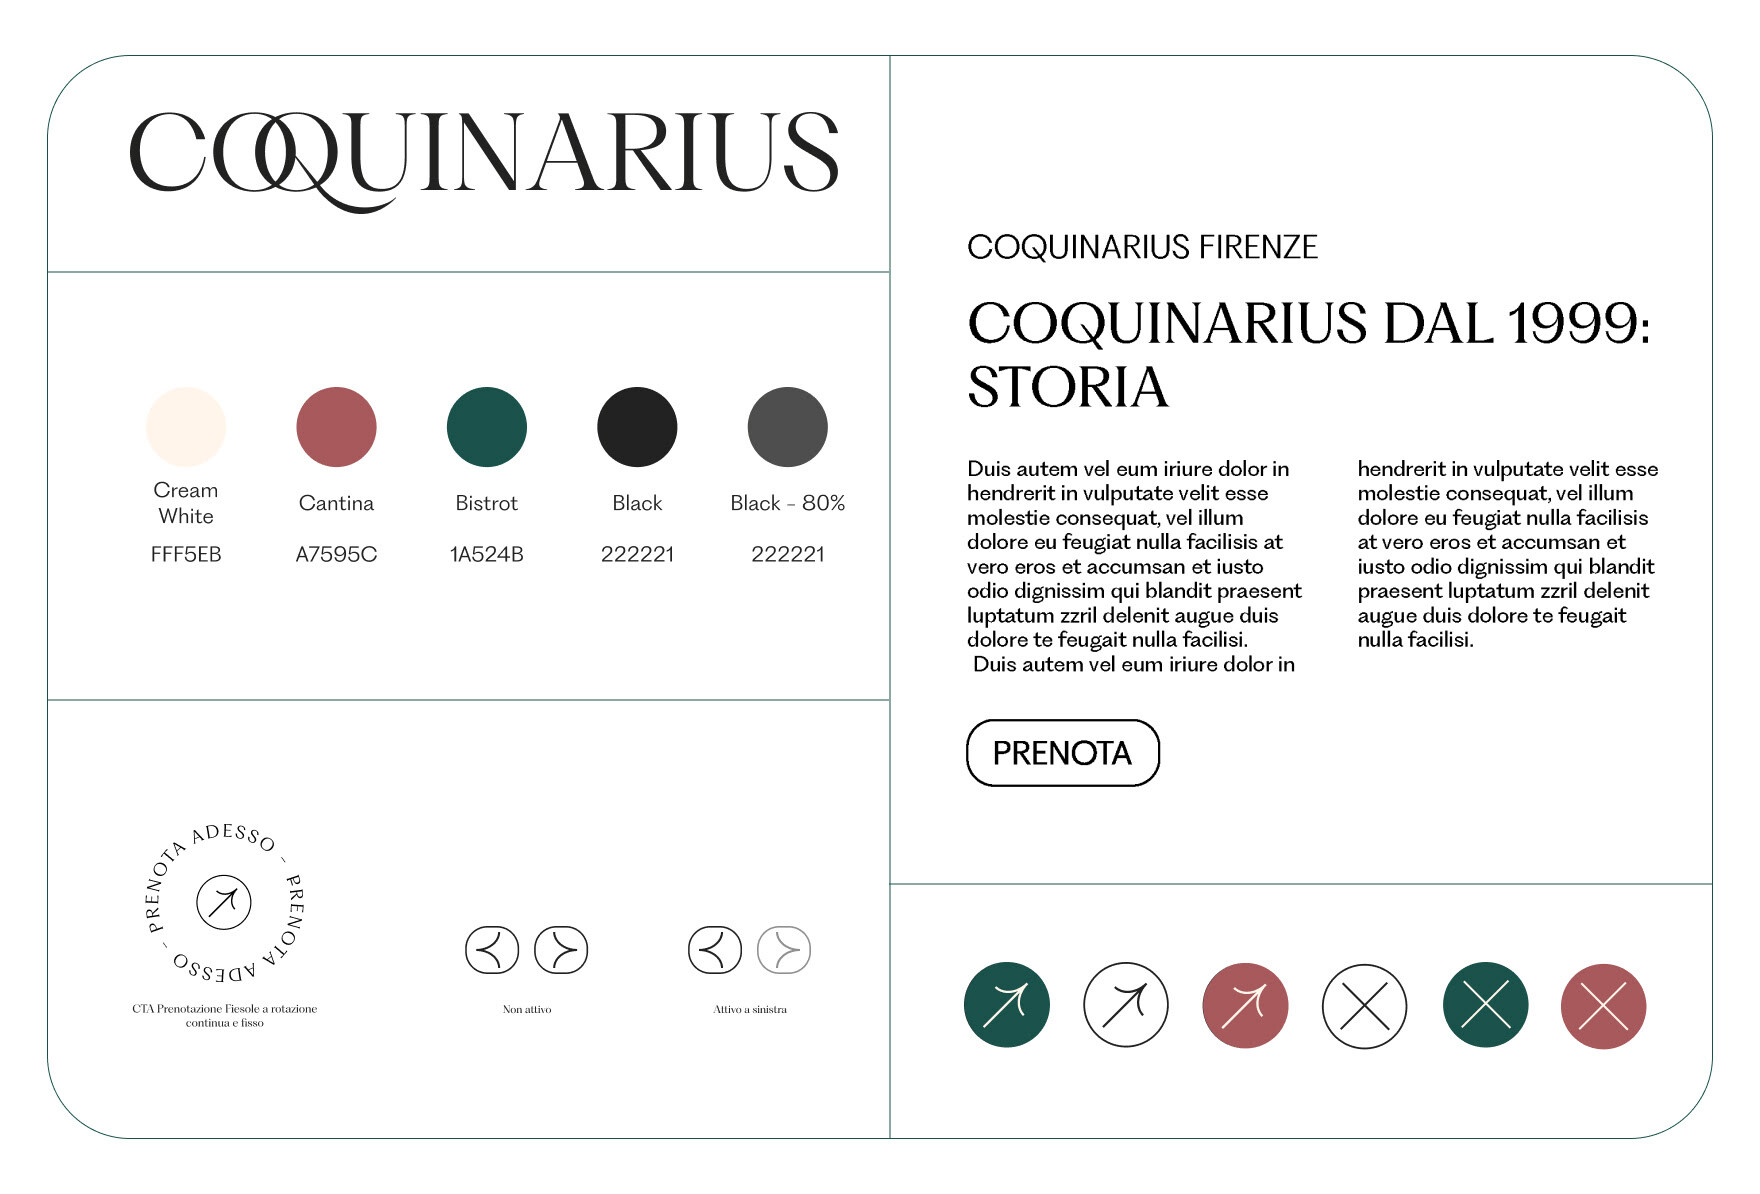 COQUINARIUS
Cream
White
FFF5EB
Cantina
A7595C
Bistrot
1A524B
Black
222221
Black - 80%
222221
PRENOTA ADESSO - PRENOTA ADESSO -
CTA Prenotazione Fiesole a rotazione
continua e fisso
Non attivo
Attivo a sinistra
COQUINARIUS FIRENZE
COQUINARIUS DAL 1999:
STORIA
Duis autem vel eum iriure dolor in
hendrerit in vulputate velit esse
molestie consequat, vel illum
dolore eu feugiat nulla facilisis at
vero eros et accumsan et iusto
odio dignissim qui blandit praesent
luptatum zzril delenit augue duis
dolore te feugait nulla facilisi.
Duis autem vel eum iriure dolor in
hendrerit in vulputate velit esse
molestie consequat, vel illum
dolore eu feugiat nulla facilisis
at vero eros et accumsan et
iusto odio dignissim qui blandit
praesent luptatum zzril delenit
augue duis dolore te feugait
nulla facilisi.
PRENOTA